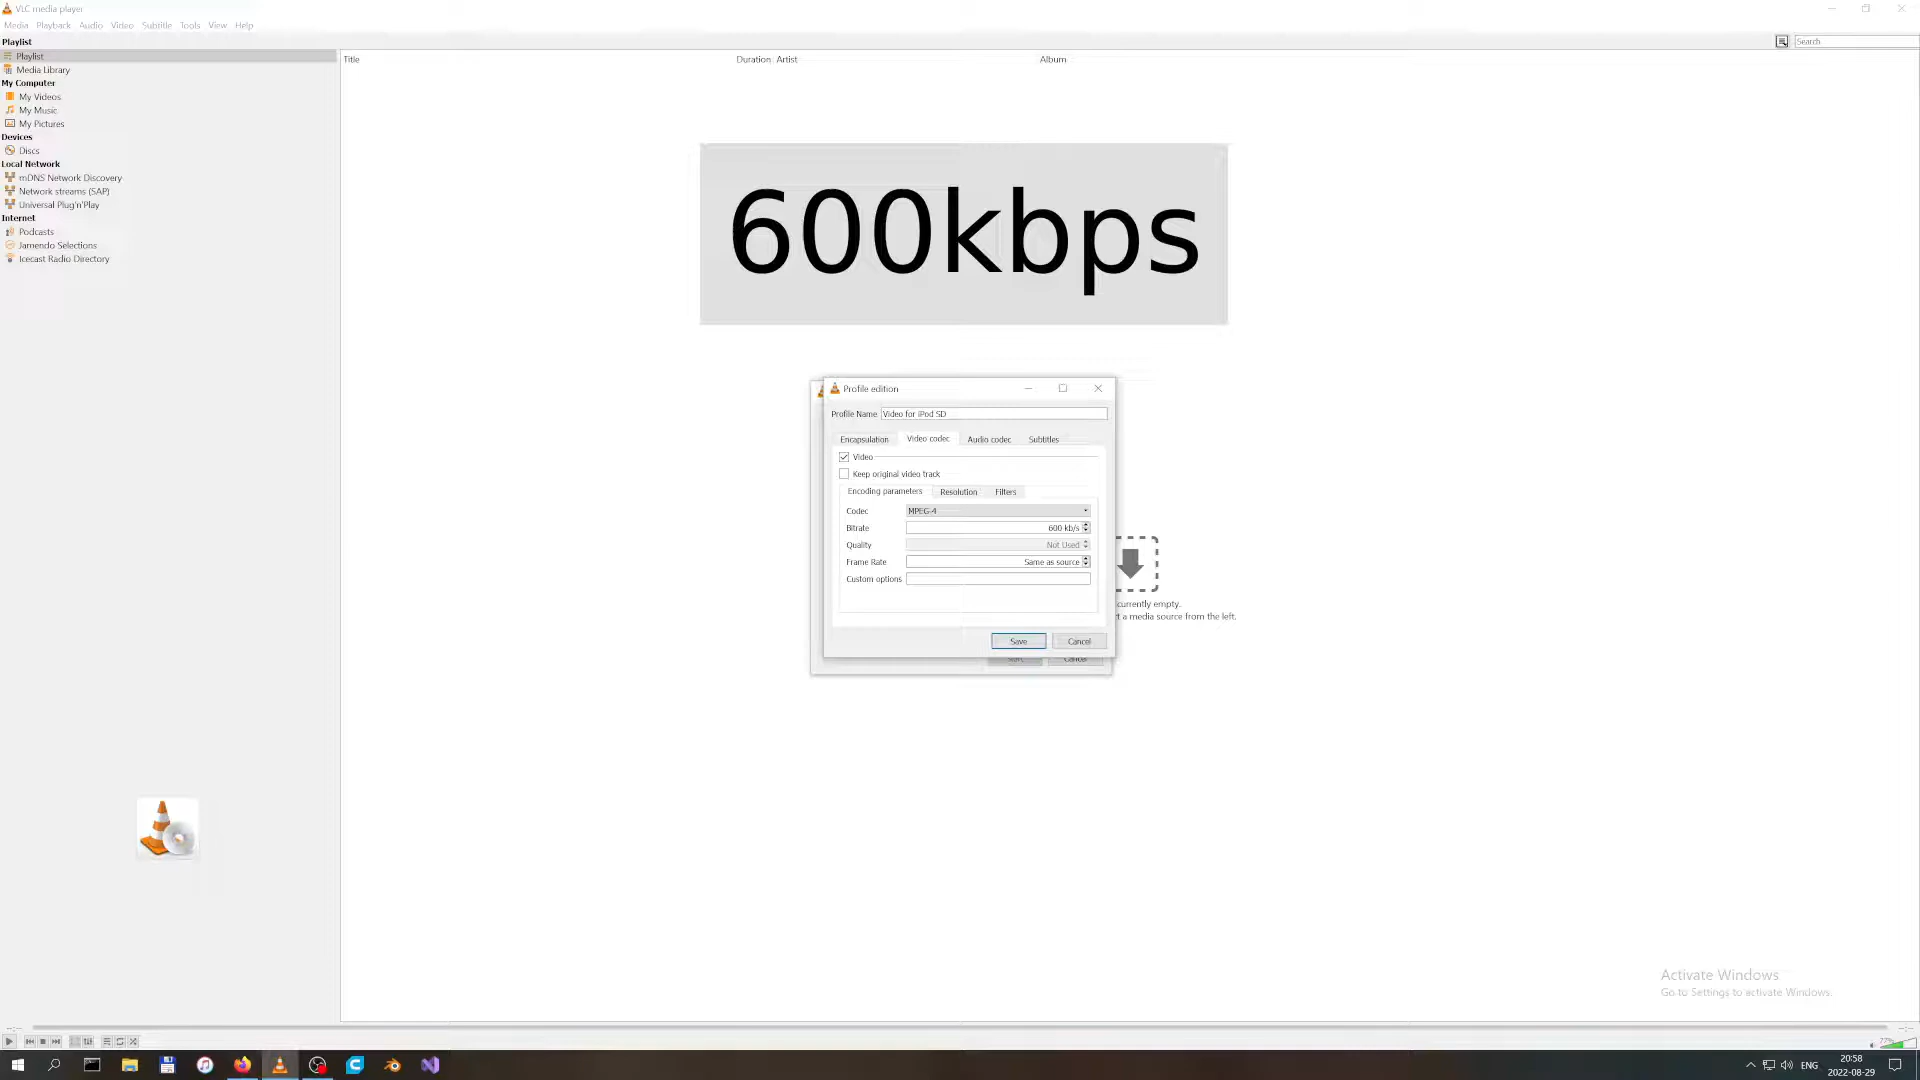 VLC media player
Media Playback Audio Video Subtitle Tools View Help
Playlist
Search
Playlist
Media Library
My Computer
My Videos
My Music
My Pictures
Devices
Discs
Local Network
mDNS Network Discovery
Network streams (SAP)
Universal Plug'n'Play
Internet
Podcasts
Jamendo Selections
Icecast Radio Directory
Title Duration Artist Album
600kbps
Profile edition
Profile Name Video for iPod SD
Encapsulation Video codec Audio codec Subtitles
Video
Keep original video track
Encoding parameters Resolution Filters
Codec MPEG-4
Bitrate 600 kb/s
Quality Not Used
Frame Rate Same as source
Custom options
Save Cancel
Cancel
currently empty.
a media source from the left.
Activate Windows
Go to Settings to activate Windows.
77%
ENG
20:58
2022-08-29